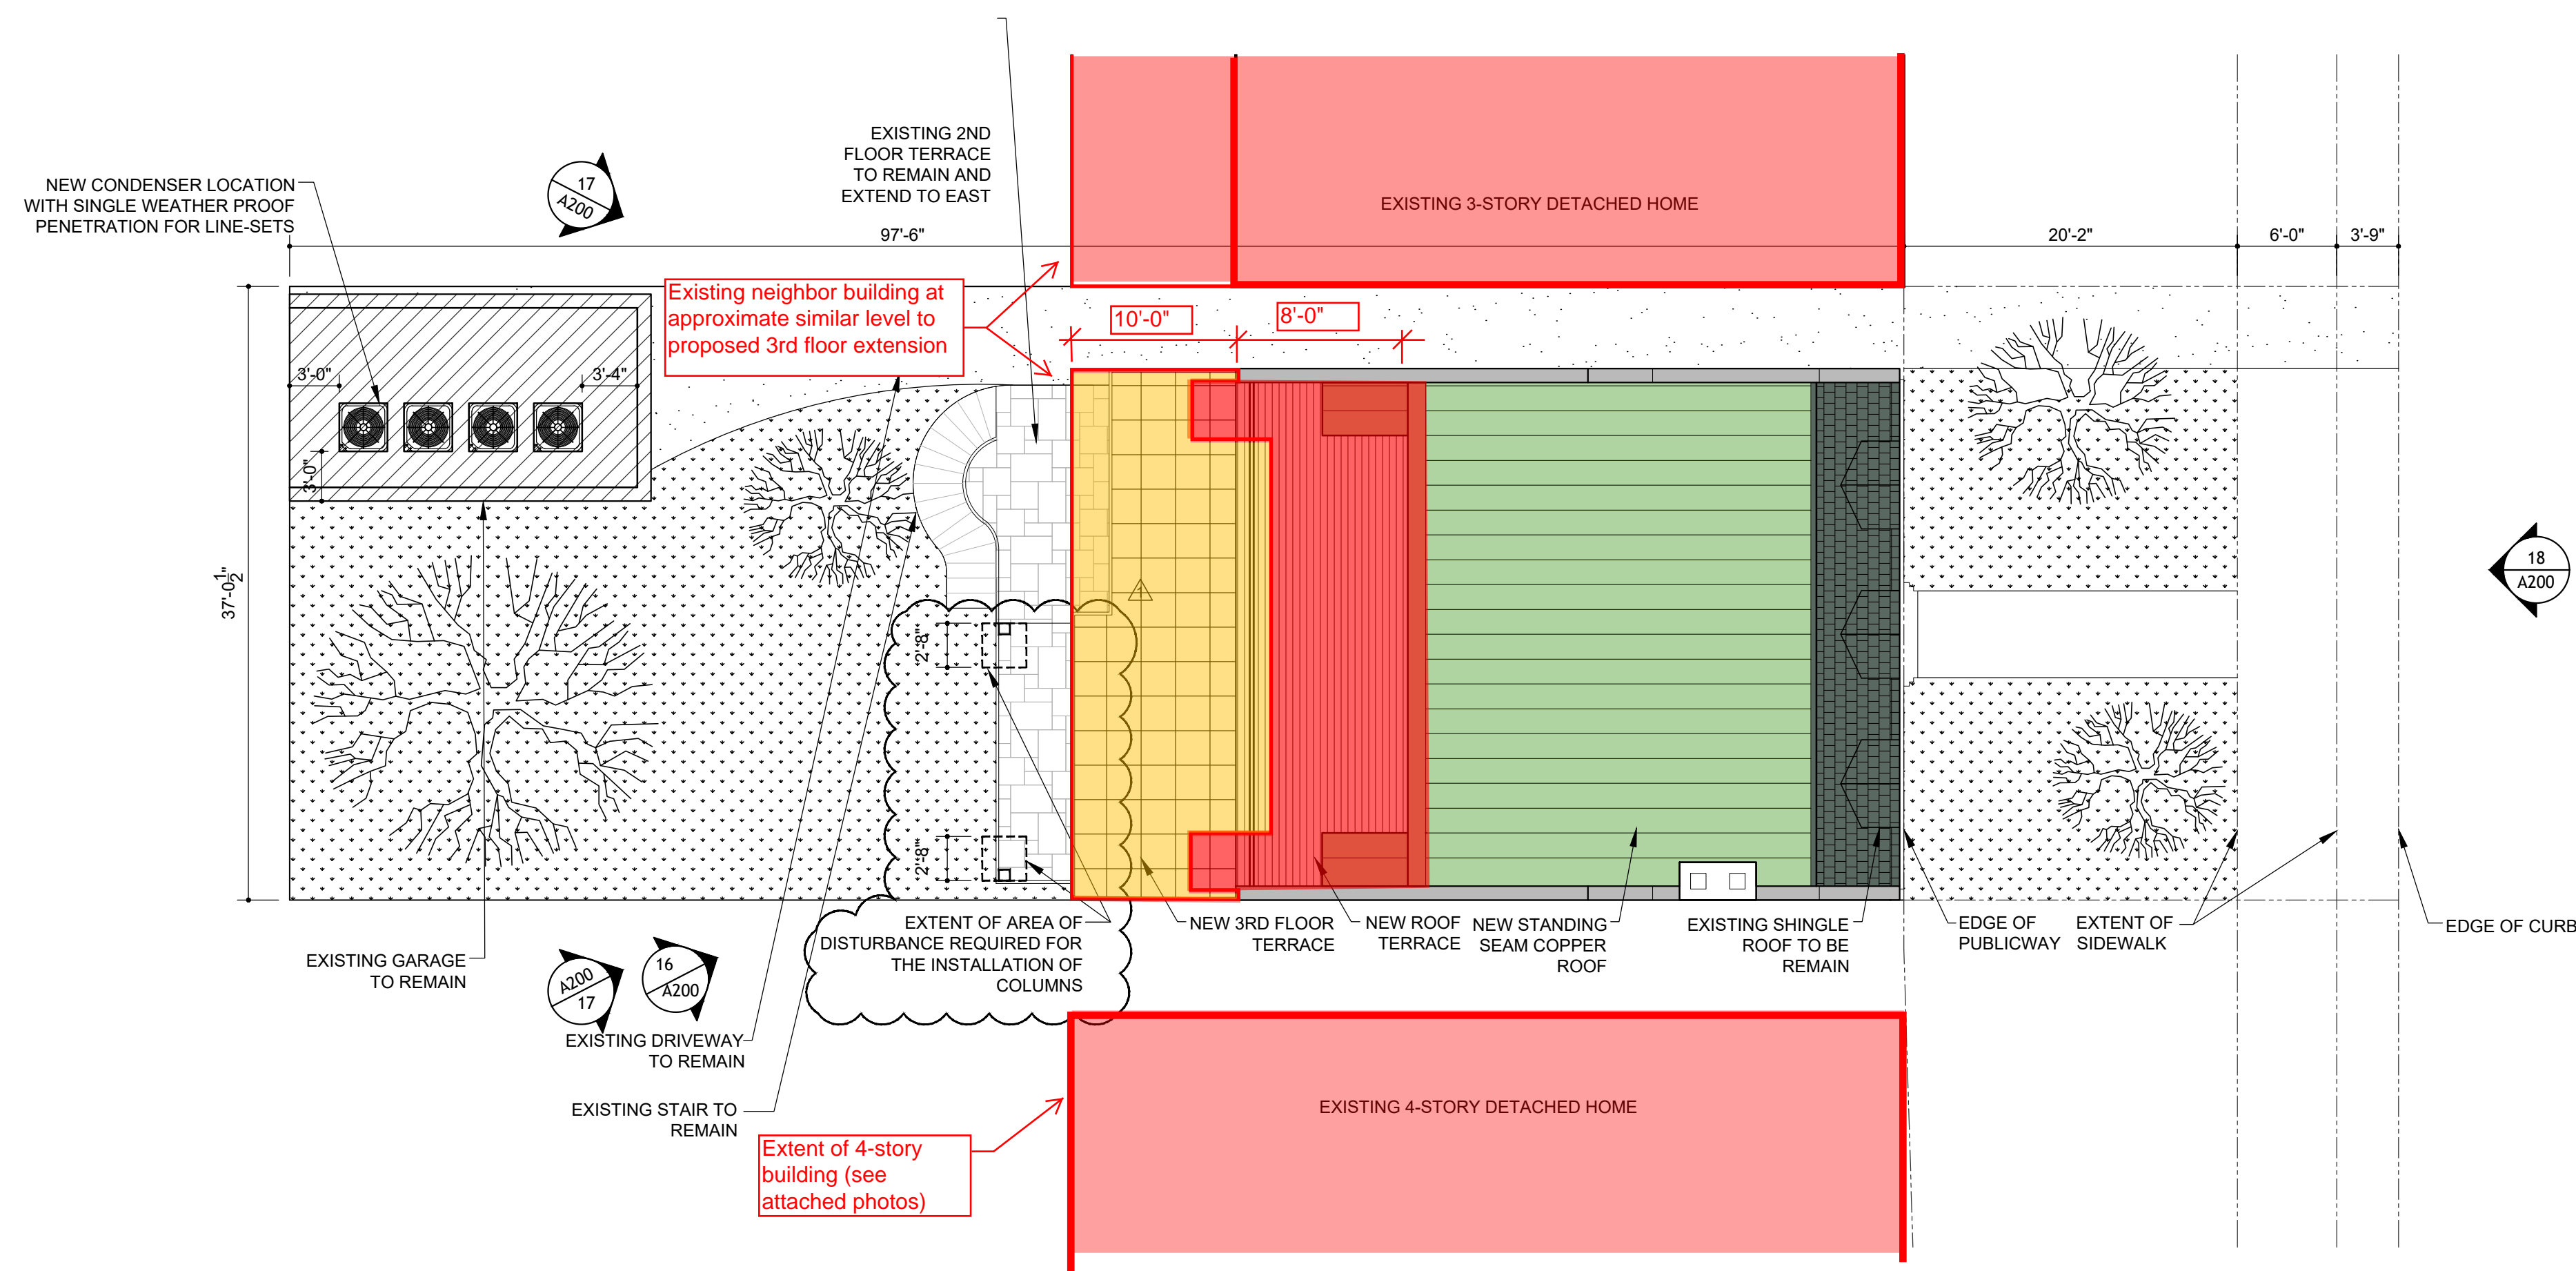 EXISTING 2ND
FLOOR TERRACE
TO REMAIN AND
EXTEND TO EAST
NEW CONDENSER LOCATION
WITH SINGLE WEATHER PROOF
PENETRATION FOR LINE-SETS
17
A200
EXISTING 3-STORY DETACHED HOME
97'-6"
20'-2"
6'-0"
3'-9"
Existing neighbor building at
approximate similar level to
proposed 3rd floor extension
10'-0"
8'-0"
3'-0"
3'-4"
3'-0"
37'-0 1/2"
1
18
A200
2'-8"
2'-8"
EXTENT OF AREA OF
DISTURBANCE REQUIRED FOR
THE INSTALLATION OF
COLUMNS
NEW 3RD FLOOR
TERRACE
NEW ROOF
TERRACE
NEW STANDING
SEAM COPPER
ROOF
EXISTING SHINGLE
ROOF TO BE
REMAIN
EDGE OF
PUBLICWAY
EXTENT OF
SIDEWALK
EDGE OF CURB
EXISTING GARAGE
TO REMAIN
A200
17
16
A200
EXISTING DRIVEWAY
TO REMAIN
EXISTING STAIR TO
REMAIN
EXISTING 4-STORY DETACHED HOME
Extent of 4-story
building (see
attached photos)